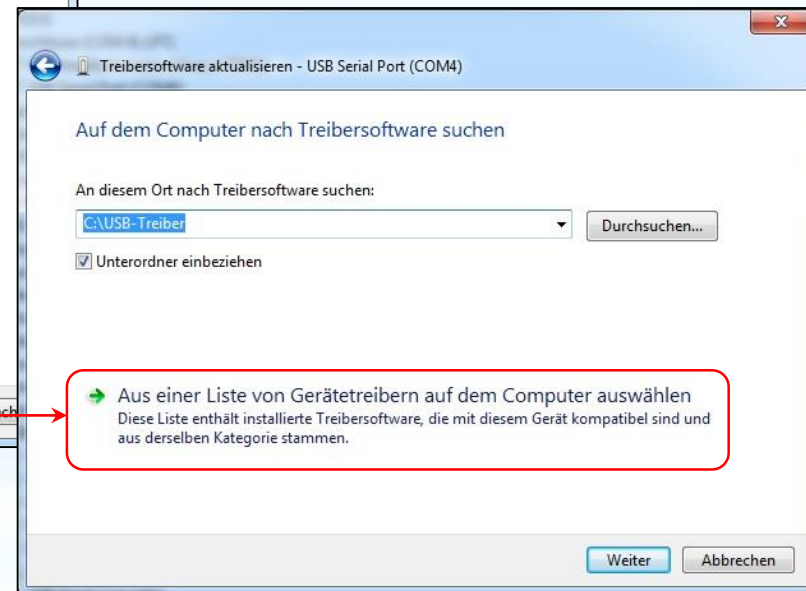 Treibersoftware aktualisieren - USB Serial Port (COM4)
Auf dem Computer nach Treibersoftware suchen
An diesem Ort nach Treibersoftware suchen:
C:\USB-Treiber
Durchsuchen...
Unterordner einbeziehen
Aus einer Liste von Gerätetreibern auf dem Computer auswählen
Diese Liste enthält installierte Treibersoftware, die mit diesem Gerät kompatibel sind und
aus derselben Kategorie stammen.
Weiter
Abbrechen